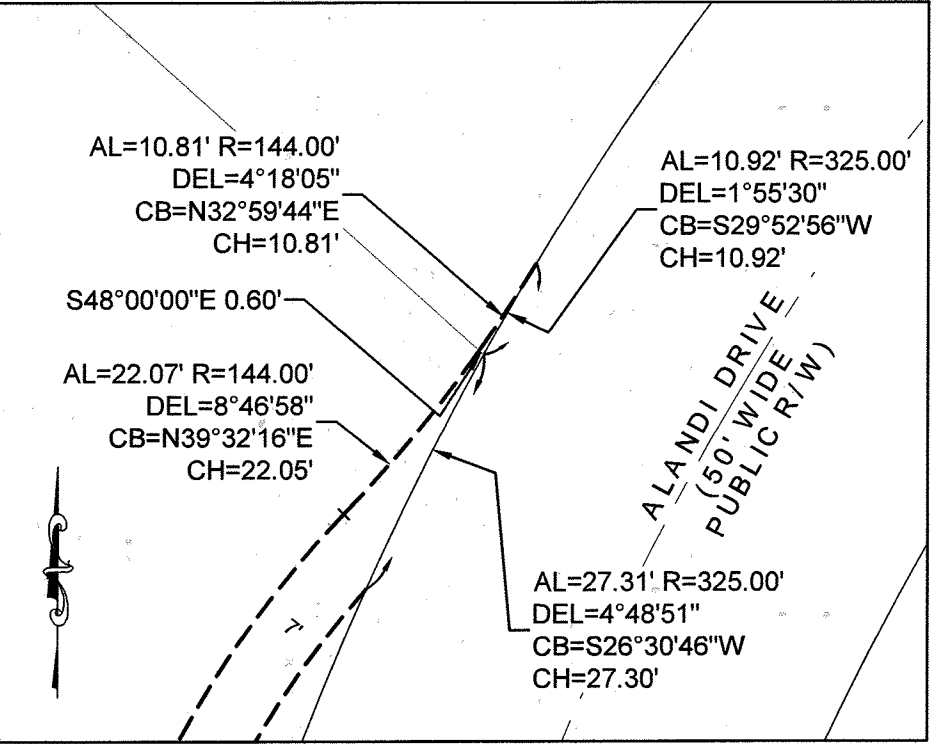 AL=10.81' R=144.00'
DEL=4°18'05"
CB=N32°59'44"E
CH=10.81'
AL=10.92' R=325.00'
DEL=1°55'30"
CB=S29°52'56"W
CH=10.92'
S48°00'00"E 0.60'
AL=22.07' R=144.00'
DEL=8°46'58"
CB=N39°32'16"E
CH=22.05'
ALANDI DRIVE
(50' WIDE
PUBLIC R/W)
7'
AL=27.31' R=325.00'
DEL=4°48'51"
CB=S26°30'46"W
CH=27.30'